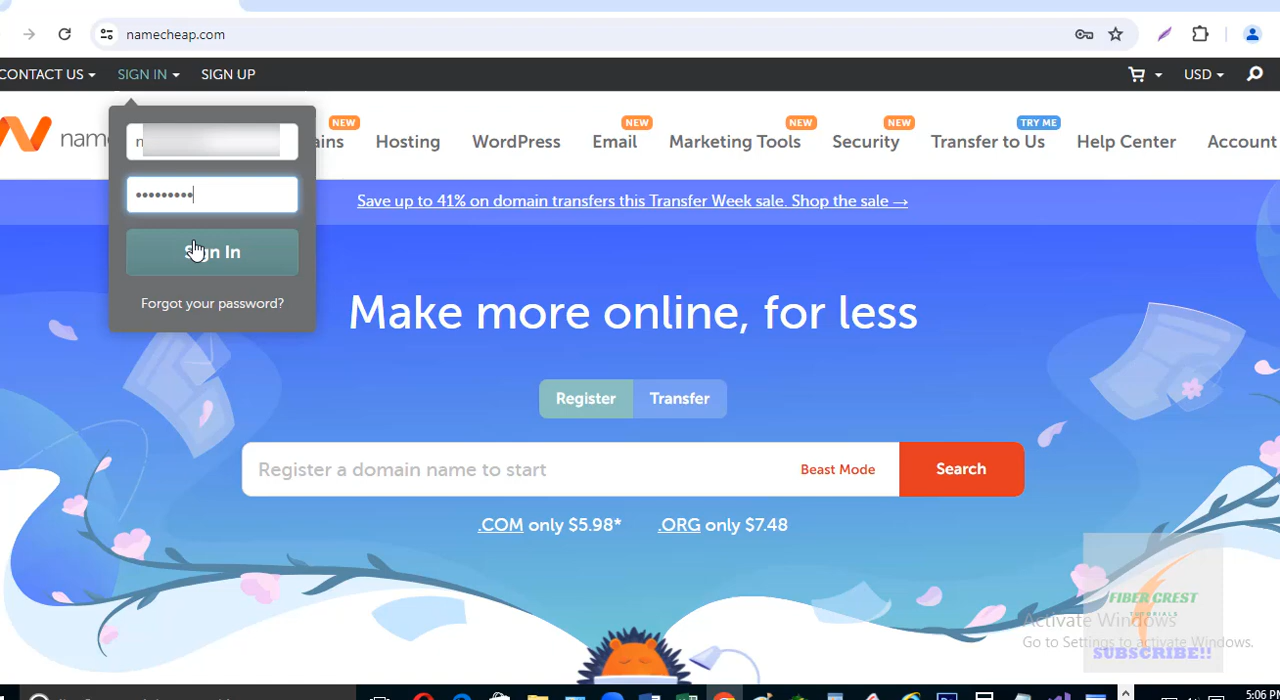 namecheap.com
CONTACT US
SIGN IN
SIGN UP
USD
n
name
ains
NEW
Hosting
WordPress
Email
NEW
Marketing Tools
NEW
Security
NEW
Transfer to Us
TRY ME
Help Center
Account
•••••••••
Sign In
Forgot your password?
Save up to 41% on domain transfers this Transfer Week sale. Shop the sale →
Make more online, for less
Register
Transfer
Register a domain name to start
Beast Mode
Search
.COM only $5.98*
.ORG only $7.48
FIBER CREST
TUTORIALS
SUBSCRIBE!!
Activate Windows
Go to Settings to activate Windows.
5:06 PM